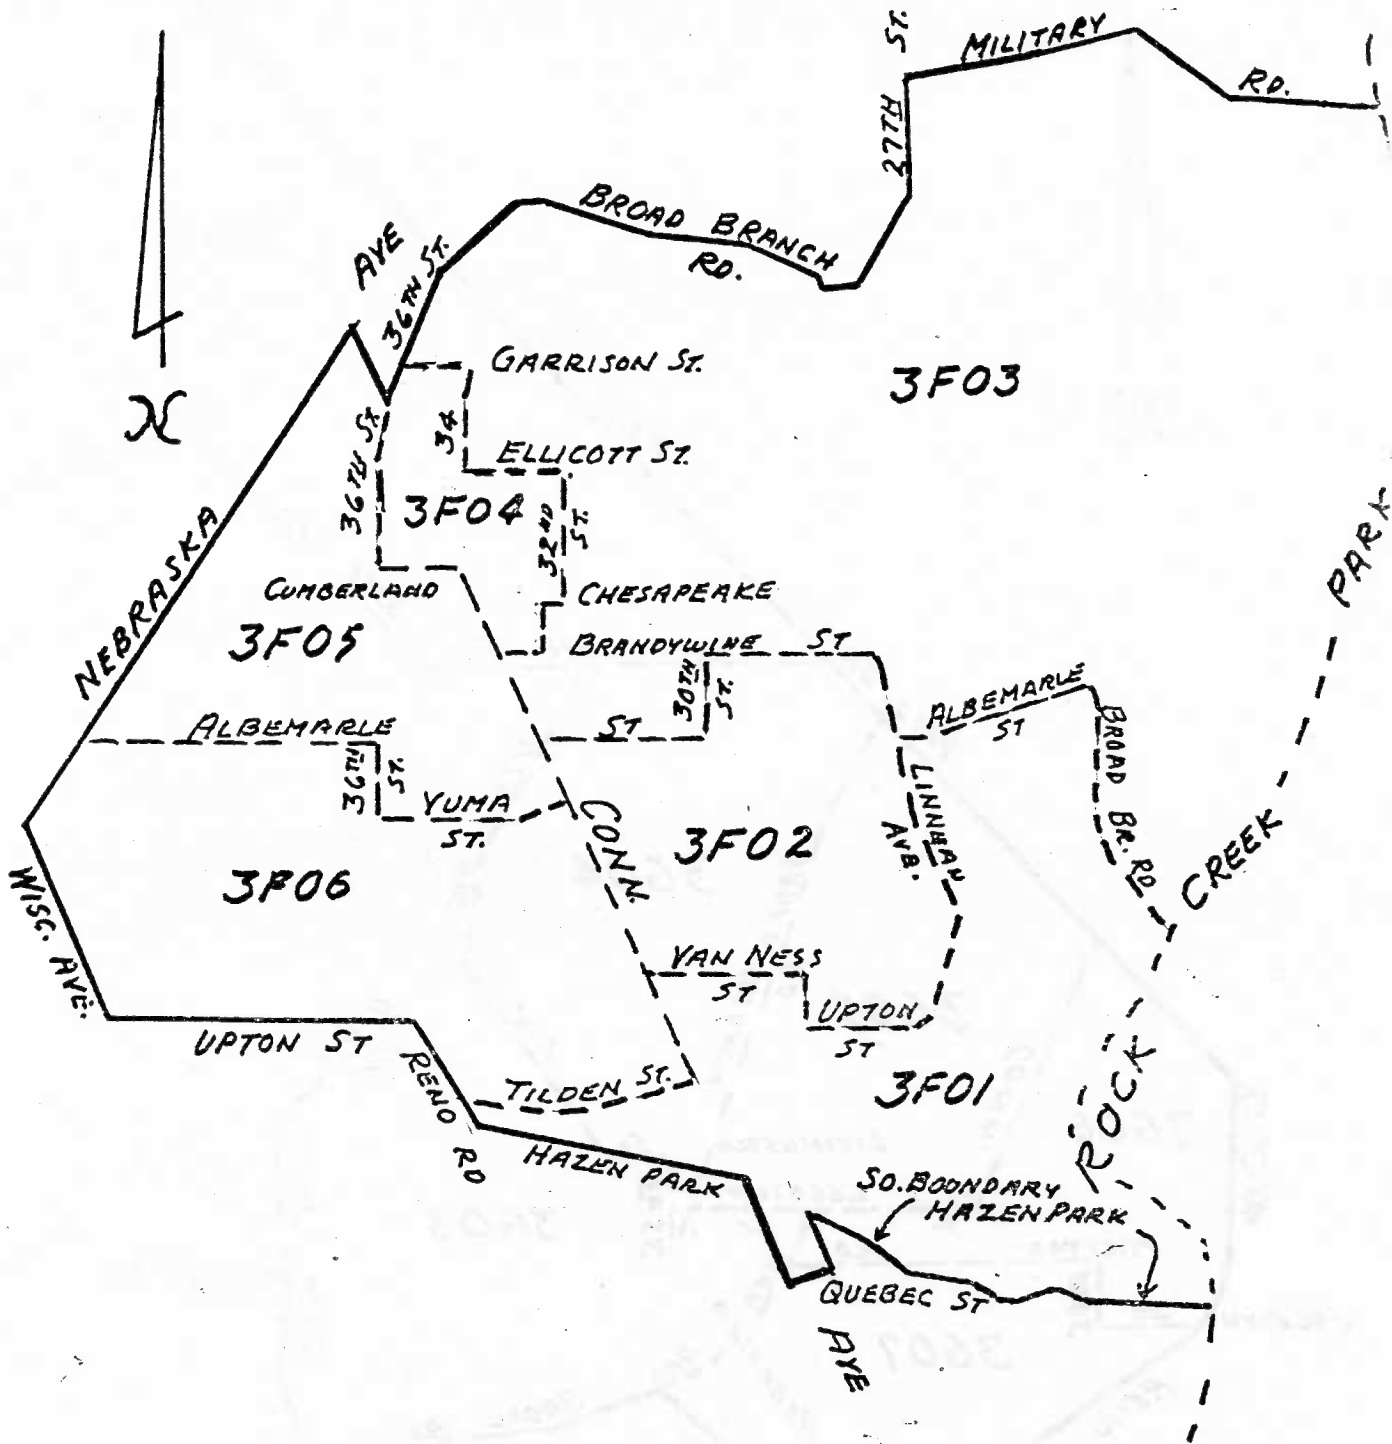 ST.
MILITARY
RD.
27TH
BROAD BRANCH
RD.
AVE
36TH ST.
GARRISON ST.
3F03
N
34
36TH ST.
ELLICOTT ST.
3F04
32ND
ST.
NEBRASKA
CUMBERLAND
CHESAPEAKE
PARK
3F05
BRANDYWINE ST
30TH
ST.
ALBEMARLE
ST
ALBEMARLE
ST
BROAD BR. RD
36TH
ST.
YUMA
ST.
LINNEAN
AVE.
CONN.
3F02
CREEK
3F06
WISC. AVE.
VAN NESS
ST
UPTON
ST
UPTON ST
RENO RD
TILDEN ST.
3F01
ROCK
HAZEN PARK
SO. BOUNDARY
HAZEN PARK
QUEBEC ST
AVE
3G07